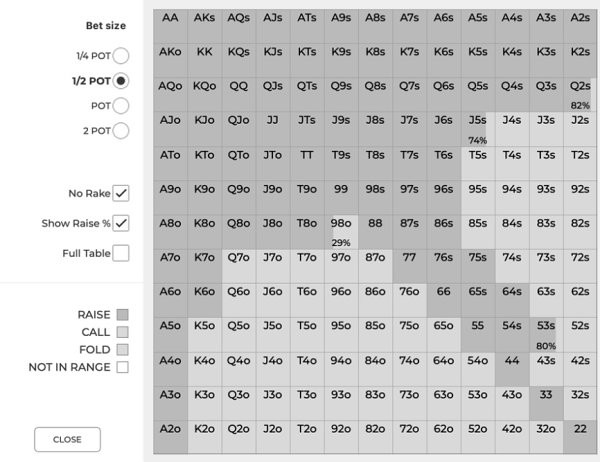 Bet size
1/4 POT
1/2 POT
POT
2 POT
No Rake
Show Raise %
Full Table
RAISE
CALL
FOLD
NOT IN RANGE
CLOSE
AA AKs AQs AJs ATs A9s A8s A7s A6s A5s A4s A3s A2s
AKo KK KQs KJs KTs K9s K8s K7s K6s K5s K4s K3s K2s
AQo KQo QQ QJs QTs Q9s Q8s Q7s Q6s Q5s Q4s Q3s Q2s
82%
AJo KJo QJo JJ JTs J9s J8s J7s J6s J5s J4s J3s J2s
74%
ATo KTo QTo JTo TT T9s T8s T7s T6s T5s T4s T3s T2s
A9o K9o Q9o J9o T9o 99 98s 97s 96s 95s 94s 93s 92s
A8o K8o Q8o J8o T8o 98o 88 87s 86s 85s 84s 83s 82s
29%
A7o K7o Q7o J7o T7o 97o 87o 77 76s 75s 74s 73s 72s
A6o K6o Q6o J6o T6o 96o 86o 76o 66 65s 64s 63s 62s
A5o K5o Q5o J5o T5o 95o 85o 75o 65o 55 54s 53s 52s
80%
A4o K4o Q4o J4o T4o 94o 84o 74o 64o 54o 44 43s 42s
A3o K3o Q3o J3o T3o 93o 83o 73o 63o 53o 43o 33 32s
A2o K2o Q2o J2o T2o 92o 82o 72o 62o 52o 42o 32o 22